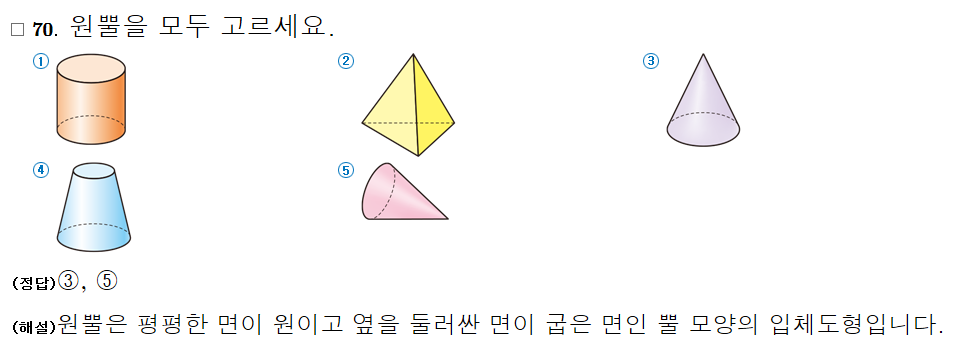 □ 70. 원뿔을 모두 고르세요.
① ② ③
④ ⑤
(정답)③, ⑤
(해설)원뿔은 평평한 면이 원이고 옆을 둘러싼 면이 굽은 면인 뿔 모양의 입체도형입니다.